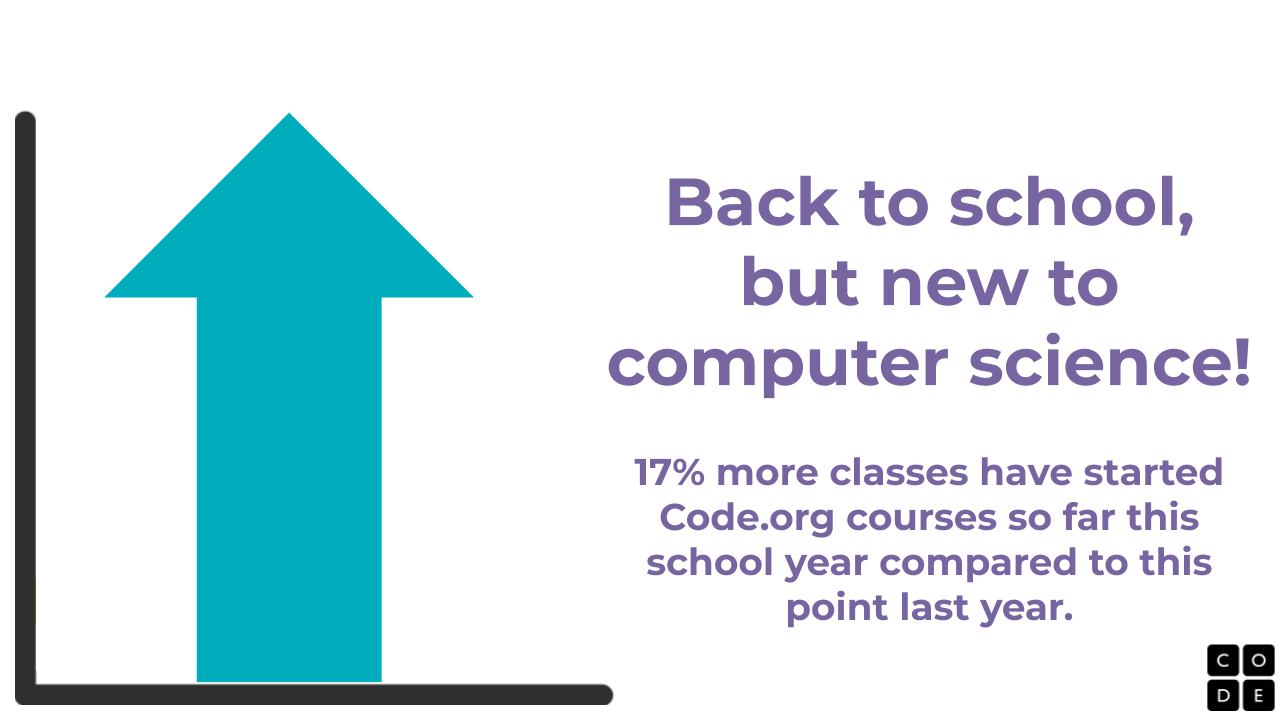 Back to school,
but new to
computer science!
17% more classes have started
Code.org courses so far this
school year compared to this
point last year.
C O
D E